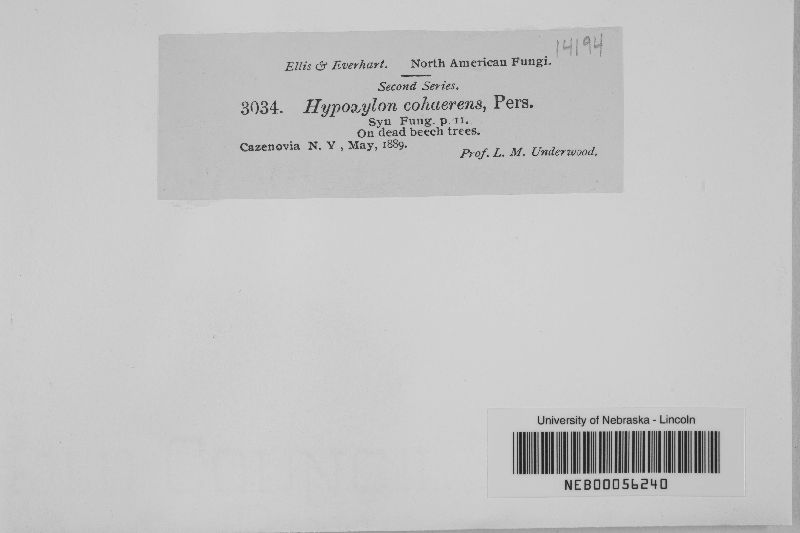 14194
Ellis & Everhart. North American Fungi.
Second Series.
3034. Hypoxylon cohaerens, Pers.
Syn Fung. p. 11.
On dead beech trees.
Cazenovia N. Y , May, 1889.
Prof. L. M. Underwood.
University of Nebraska - Lincoln
NEB00056240